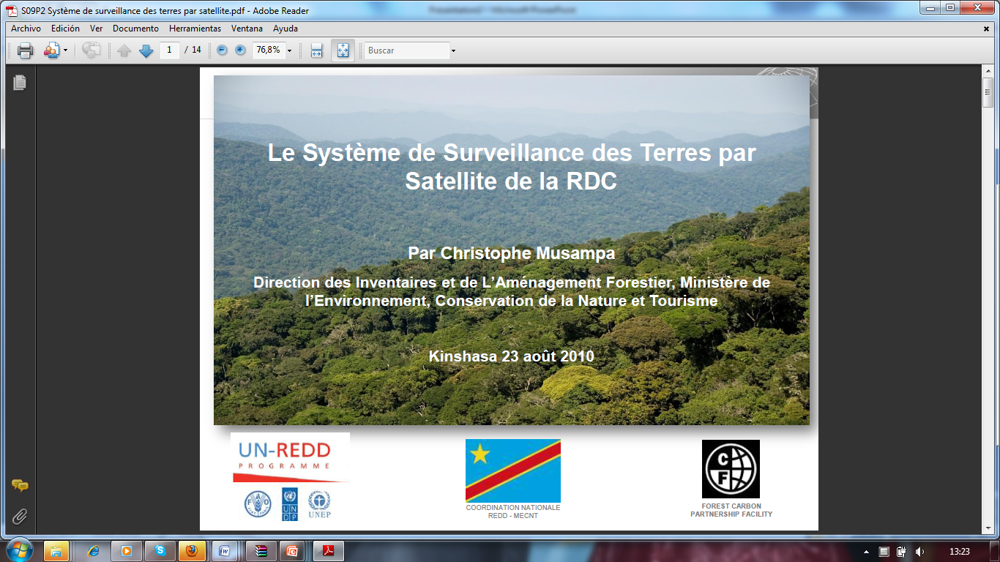 S09P2 Système de surveillance des terres par satellite.pdf - Adobe Reader
Archivo Edición Ver Documento Herramientas Ventana Ayuda
1 / 14 76,8% Buscar
Le Système de Surveillance des Terres par
Satellite de la RDC
Par Christophe Musampa
Direction des Inventaires et de L’Aménagement Forestier, Ministère de
l’Environnement, Conservation de la Nature et Tourisme
Kinshasa 23 août 2010
UN-REDD
PROGRAMME
FAO
UN
DP
UNEP
COORDINATION NATIONALE
REDD - MECNT
CF
FOREST CARBON
PARTNERSHIP FACILITY
13:23